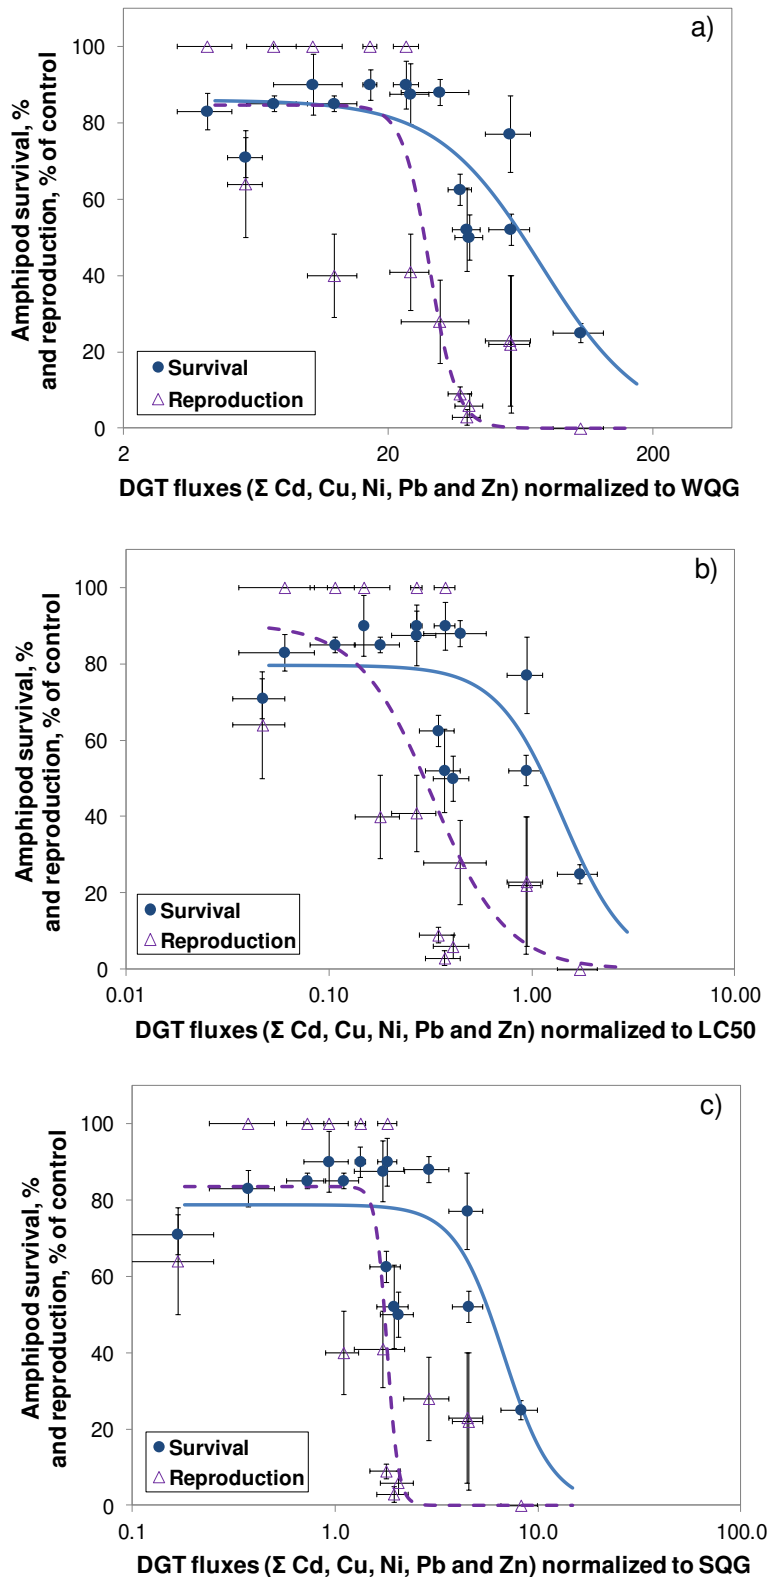 a)
Amphipod survival, %
and reproduction, % of control
100
80
60
40
20
0
Survival
Reproduction
2
20
200
DGT fluxes (Σ Cd, Cu, Ni, Pb and Zn) normalized to WQG
b)
Amphipod survival, %
and reproduction, % of control
100
80
60
40
20
0
Survival
Reproduction
0.01
0.10
1.00
10.00
DGT fluxes (Σ Cd, Cu, Ni, Pb and Zn) normalized to LC50
c)
Amphipod survival, %
and reproduction, % of control
100
80
60
40
20
0
Survival
Reproduction
0.1
1.0
10.0
100.0
DGT fluxes (Σ Cd, Cu, Ni, Pb and Zn) normalized to SQG